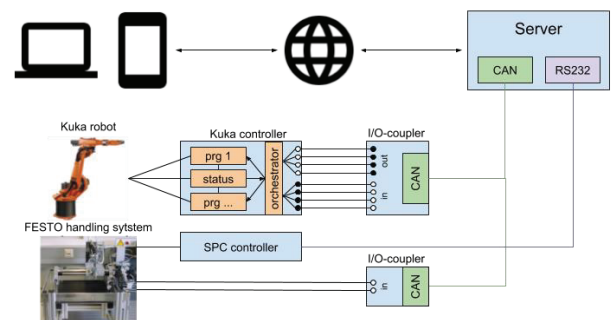 Server
CAN
RS232
Kuka robot
Kuka controller
I/O-coupler
prg 1
status
prg ...
orchestrator
out
in
CAN
FESTO handling sytstem
SPC controller
I/O-coupler
in
CAN